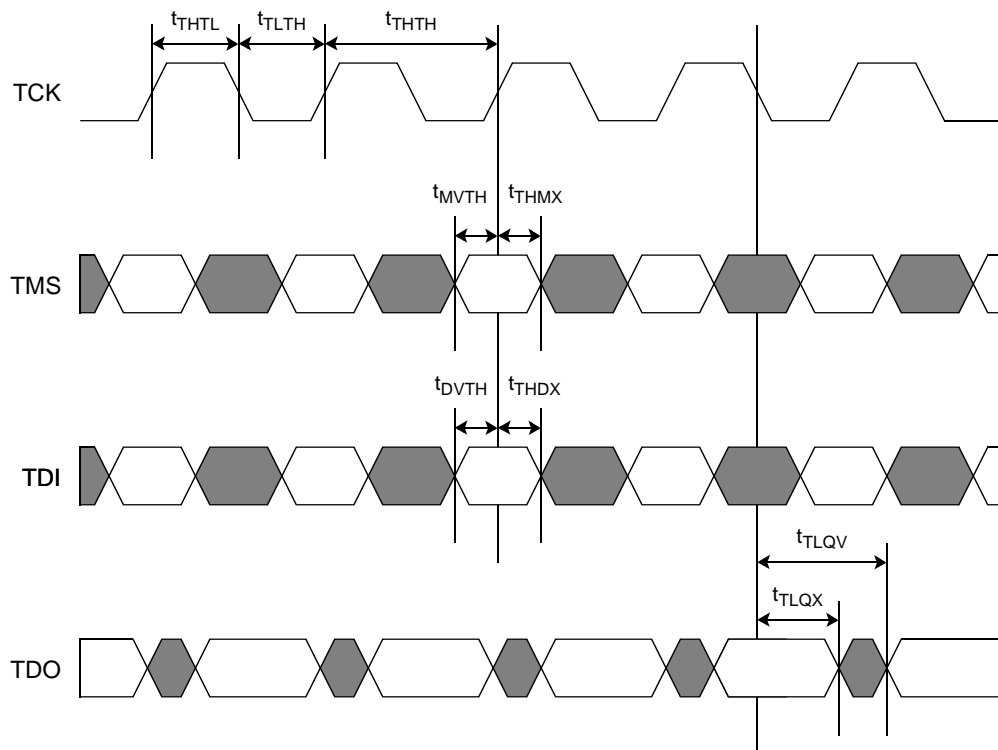 tTHTL tTLTH tTHTH
TCK
tMVTH tTHMX
TMS
tDVTH tTHDX
TDI
tTLQV
tTLQX
TDO